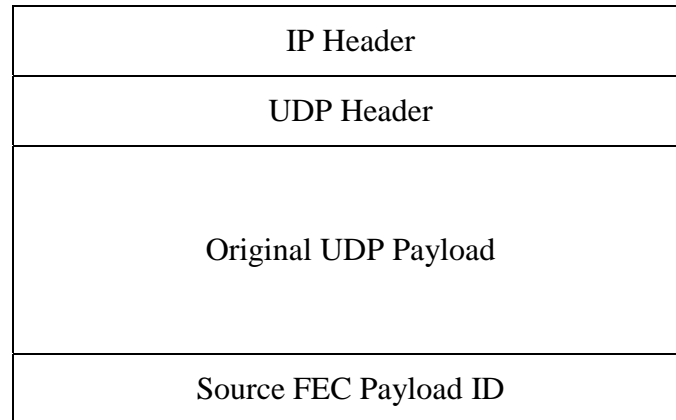 IP Header
UDP Header
Original UDP Payload
Source FEC Payload ID